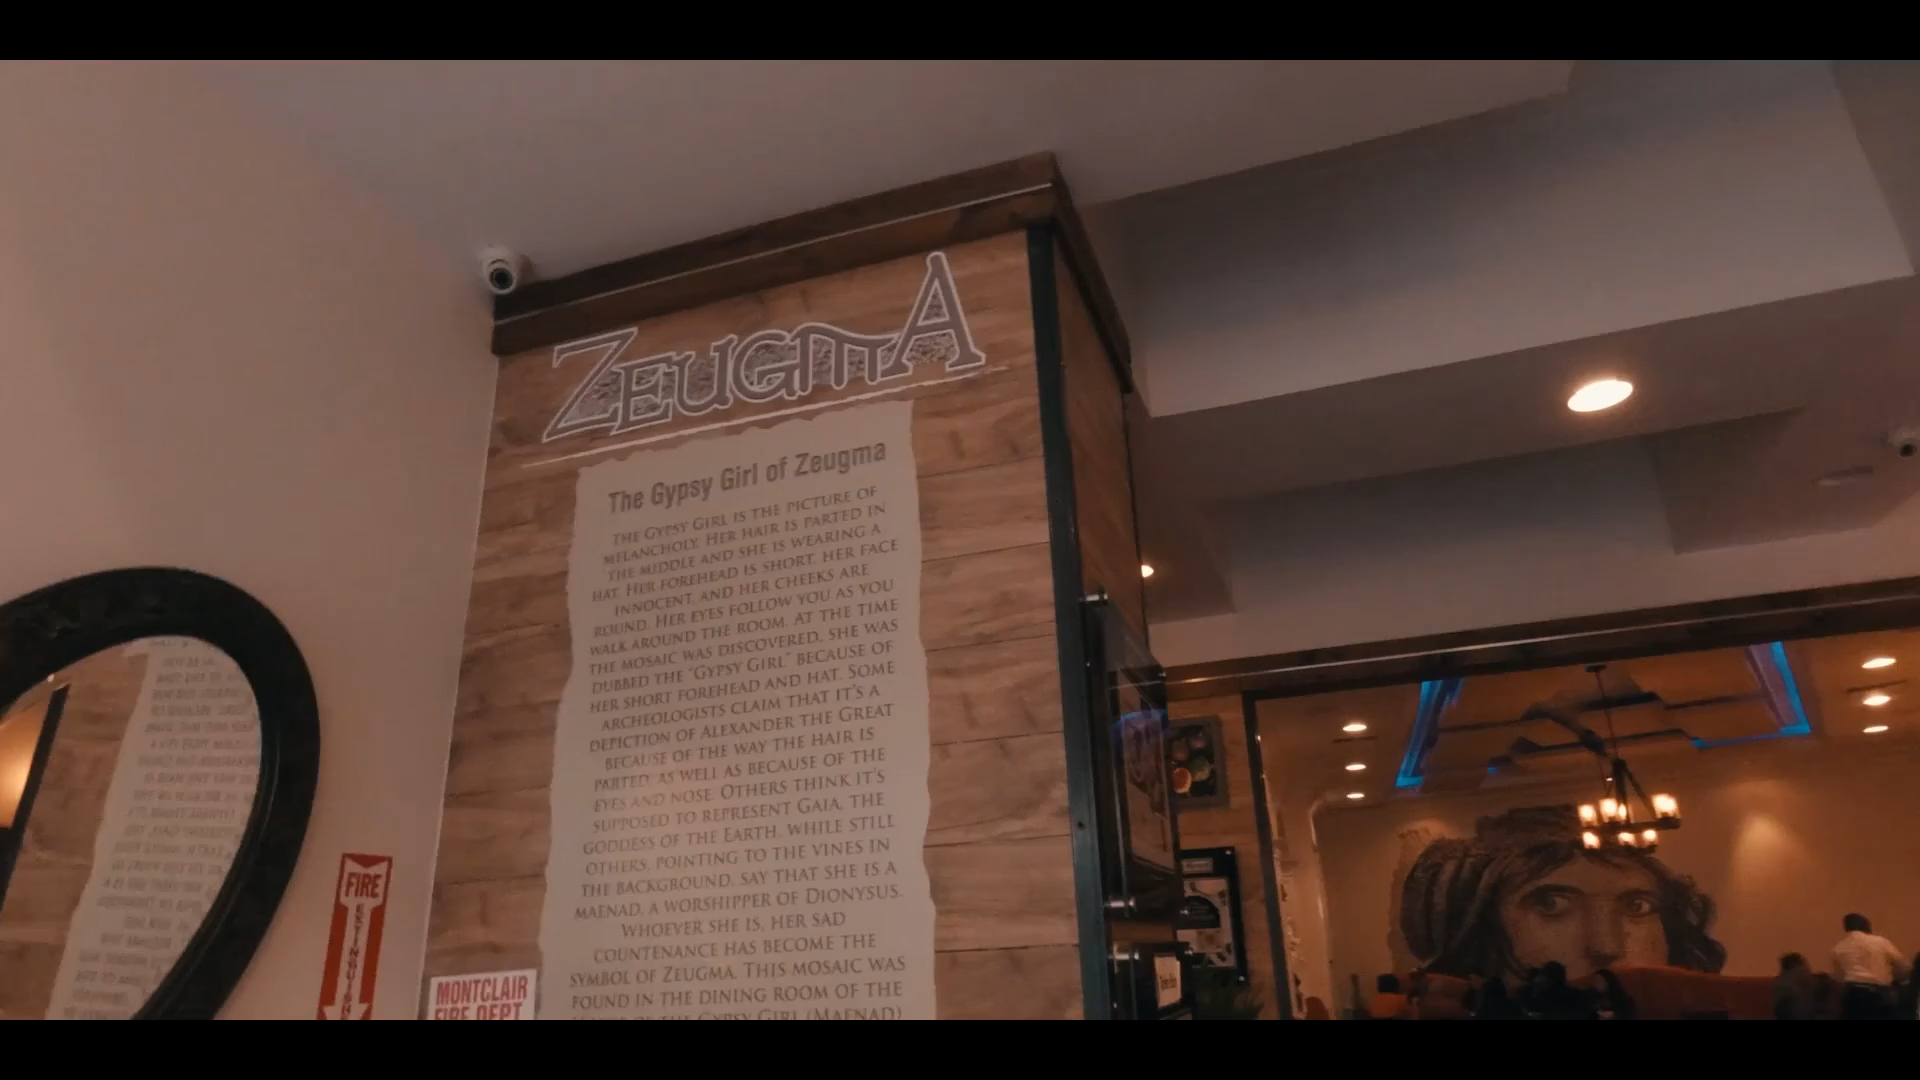 ZEUGMA
The Gypsy Girl of Zeugma
THE GYPSY GIRL IS THE PICTURE OF
MELANCHOLY. HER HAIR IS PARTED IN
THE MIDDLE AND SHE IS WEARING A
HAT. HER FOREHEAD IS SHORT, HER FACE
INNOCENT, AND HER CHEEKS ARE
ROUND. HER EYES FOLLOW YOU AS YOU
WALK AROUND THE ROOM. AT THE TIME
THE MOSAIC WAS DISCOVERED, SHE WAS
DUBBED THE "GYPSY GIRL" BECAUSE OF
HER SHORT FOREHEAD AND HAT. SOME
ARCHEOLOGISTS CLAIM THAT IT'S A
DEPICTION OF ALEXANDER THE GREAT
BECAUSE OF THE WAY THE HAIR IS
PARTED, AS WELL AS BECAUSE OF THE
EYES AND NOSE. OTHERS THINK IT'S
SUPPOSED TO REPRESENT GAIA, THE
GODDESS OF THE EARTH, WHILE STILL
OTHERS, POINTING TO THE VINES IN
THE BACKGROUND, SAY THAT SHE IS A
MAENAD, A WORSHIPPER OF DIONYSUS.
WHOEVER SHE IS, HER SAD
COUNTENANCE HAS BECOME THE
SYMBOL OF ZEUGMA. THIS MOSAIC WAS
FOUND IN THE DINING ROOM OF THE
GYPSY GIRL (MAENAD)
FIRE
EXTINGUISHE
MONTCLAIR
FIRE DEPT